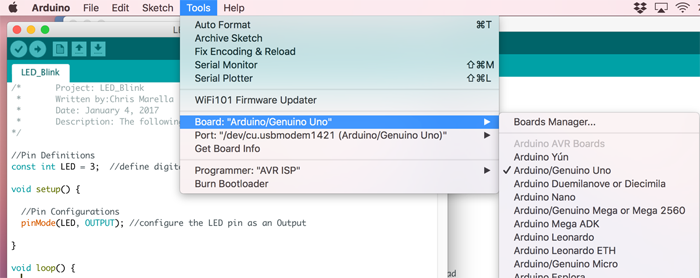 Arduino File Edit Sketch Tools Help
LED_Blink
/* Project: LED_Blink
* Written by:Chris Marella
* Date: January 4, 2017
* Description: The following
*/
//Pin Definitions
const int LED = 3; //define digit
void setup() {
//Pin Configurations
pinMode(LED, OUTPUT); //configure the LED pin as an Output
}
void loop() {
Auto Format ⌘T
Archive Sketch
Fix Encoding & Reload
Serial Monitor ⇧⌘M
Serial Plotter ⇧⌘L
WiFi101 Firmware Updater
Board: "Arduino/Genuino Uno"
Port: "/dev/cu.usbmodem1421 (Arduino/Genuino Uno)"
Get Board Info
Programmer: "AVR ISP"
Burn Bootloader
Boards Manager...
Arduino AVR Boards
Arduino Yún
✓ Arduino/Genuino Uno
Arduino Duemilanove or Diecimila
Arduino Nano
Arduino/Genuino Mega or Mega 2560
Arduino Mega ADK
Arduino Leonardo
Arduino Leonardo ETH
Arduino/Genuino Micro
Arduino Esplora